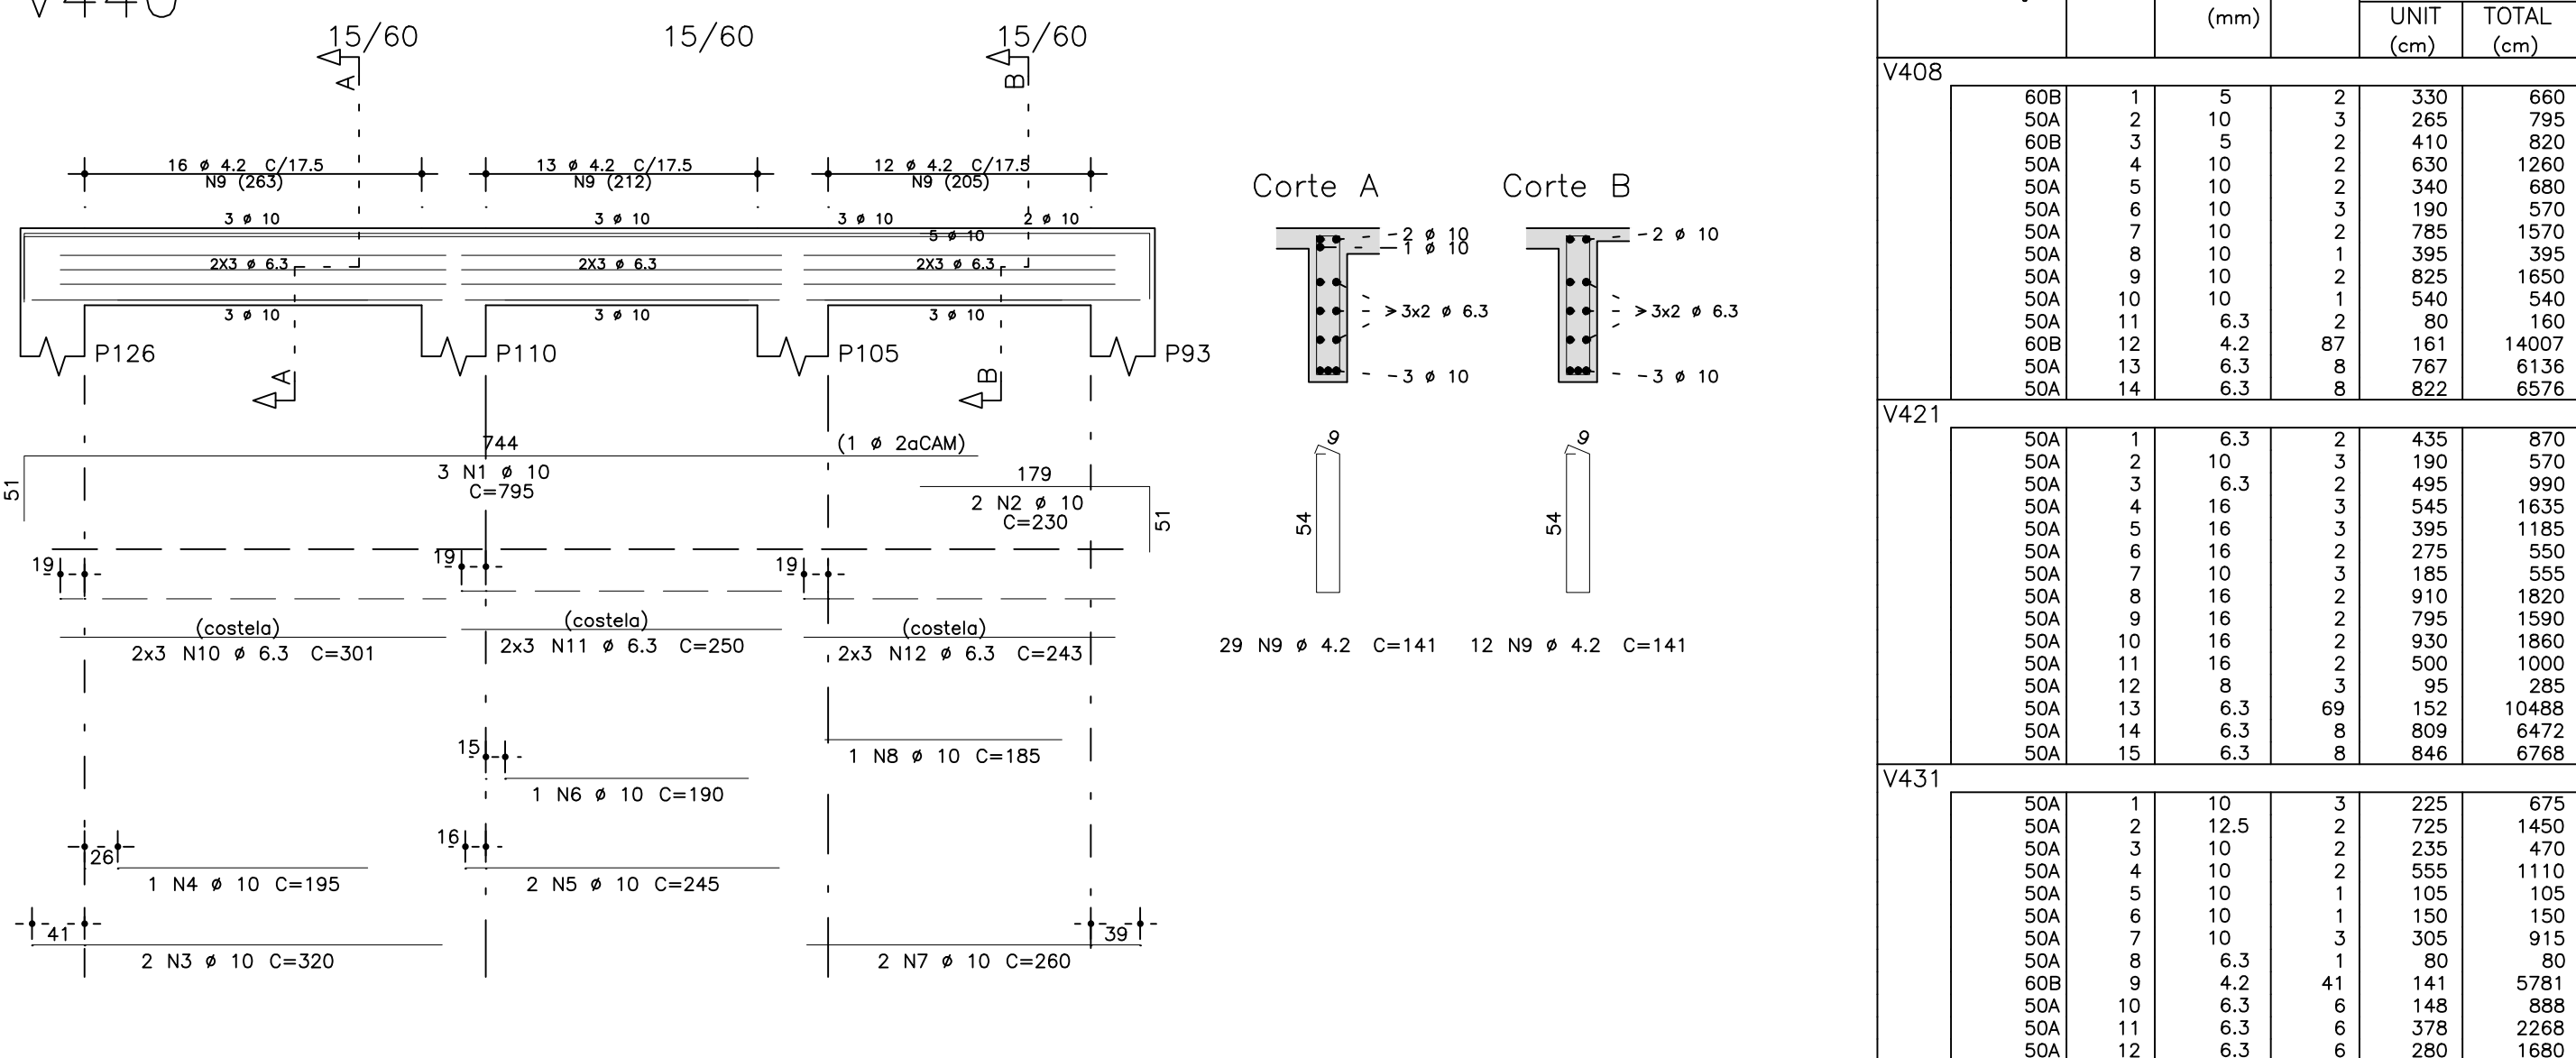 V440
15/60 15/60 15/60
A B
16 ø 4.2 C/17.5 13 ø 4.2 C/17.5 12 ø 4.2 C/17.5
N9 (263) N9 (212) N9 (205)
3 ø 10 3 ø 10 3 ø 10 2 ø 10
5 ø 10
2X3 ø 6.3 2X3 ø 6.3 2X3 ø 6.3
3 ø 10 3 ø 10 3 ø 10
P126 P110 P105 P93
A B
744 (1 ø 2aCAM)
3 N1 ø 10
C=795
51
179
2 N2 ø 10
C=230
51
19 19 19
(costela) (costela) (costela)
2x3 N10 ø 6.3 C=301 2x3 N11 ø 6.3 C=250 2x3 N12 ø 6.3 C=243
1 N8 ø 10 C=185
15
1 N6 ø 10 C=190
26 16
1 N4 ø 10 C=195 2 N5 ø 10 C=245
41 39
2 N3 ø 10 C=320 2 N7 ø 10 C=260
Corte A Corte B
2 ø 10 2 ø 10
1 ø 10
3x2 ø 6.3 3x2 ø 6.3
3 ø 10 3 ø 10
9 9
54 54
29 N9 ø 4.2 C=141 12 N9 ø 4.2 C=141
(mm) UNIT TOTAL
(cm) (cm)
V408
60B 1 5 2 330 660
50A 2 10 3 265 795
60B 3 5 2 410 820
50A 4 10 2 630 1260
50A 5 10 2 340 680
50A 6 10 3 190 570
50A 7 10 2 785 1570
50A 8 10 1 395 395
50A 9 10 2 825 1650
50A 10 10 1 540 540
50A 11 6.3 2 80 160
60B 12 4.2 87 161 14007
50A 13 6.3 8 767 6136
50A 14 6.3 8 822 6576
V421
50A 1 6.3 2 435 870
50A 2 10 3 190 570
50A 3 6.3 2 495 990
50A 4 16 3 545 1635
50A 5 16 3 395 1185
50A 6 16 2 275 550
50A 7 10 3 185 555
50A 8 16 2 910 1820
50A 9 16 2 795 1590
50A 10 16 2 930 1860
50A 11 16 2 500 1000
50A 12 8 3 95 285
50A 13 6.3 69 152 10488
50A 14 6.3 8 809 6472
50A 15 6.3 8 846 6768
V431
50A 1 10 3 225 675
50A 2 12.5 2 725 1450
50A 3 10 2 235 470
50A 4 10 2 555 1110
50A 5 10 1 105 105
50A 6 10 1 150 150
50A 7 10 3 305 915
50A 8 6.3 1 80 80
60B 9 4.2 41 141 5781
50A 10 6.3 6 148 888
50A 11 6.3 6 378 2268
50A 12 6.3 6 280 1680